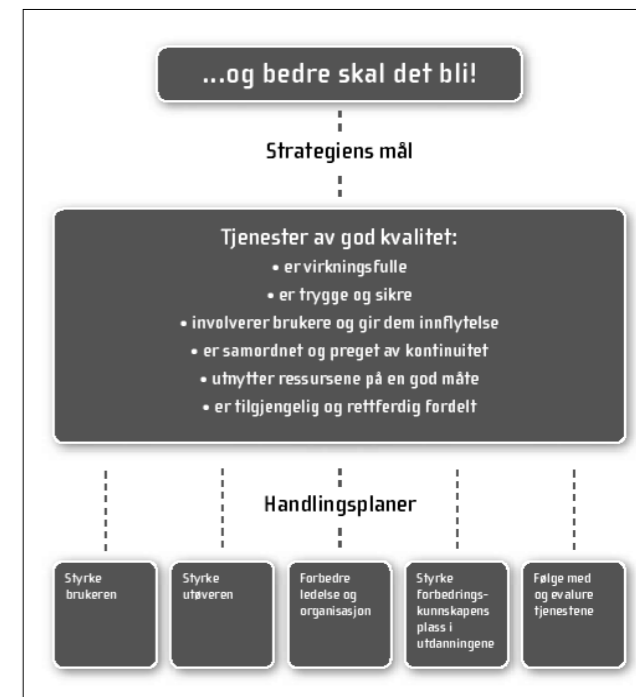 ...og bedre skal det bli!
Strategiens mål
Tjenester av god kvalitet:
• er virkningsfulle
• er trygge og sikre
• involverer brukere og gir dem innflytelse
• er samordnet og preget av kontinuitet
• utnytter ressursene på en god måte
• er tilgjengelig og rettferdig fordelt
Handlingsplaner
Styrke
brukeren
Styrke
utøveren
Forbedre
ledelse og
organisasjon
Styrke
forbedrings-
kunnskapens
plass i
utdanningene
Følge med
og evalure
tjenestene